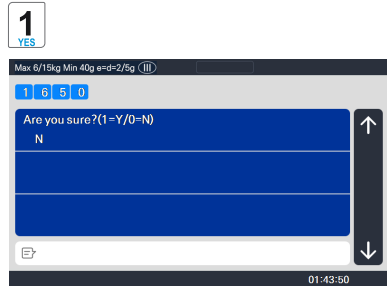 1
YES
Max 6/15kg Min 40g e=d=2/5g III
1 6 5 0
Are you sure?(1=Y/0=N)
N
01:43:50